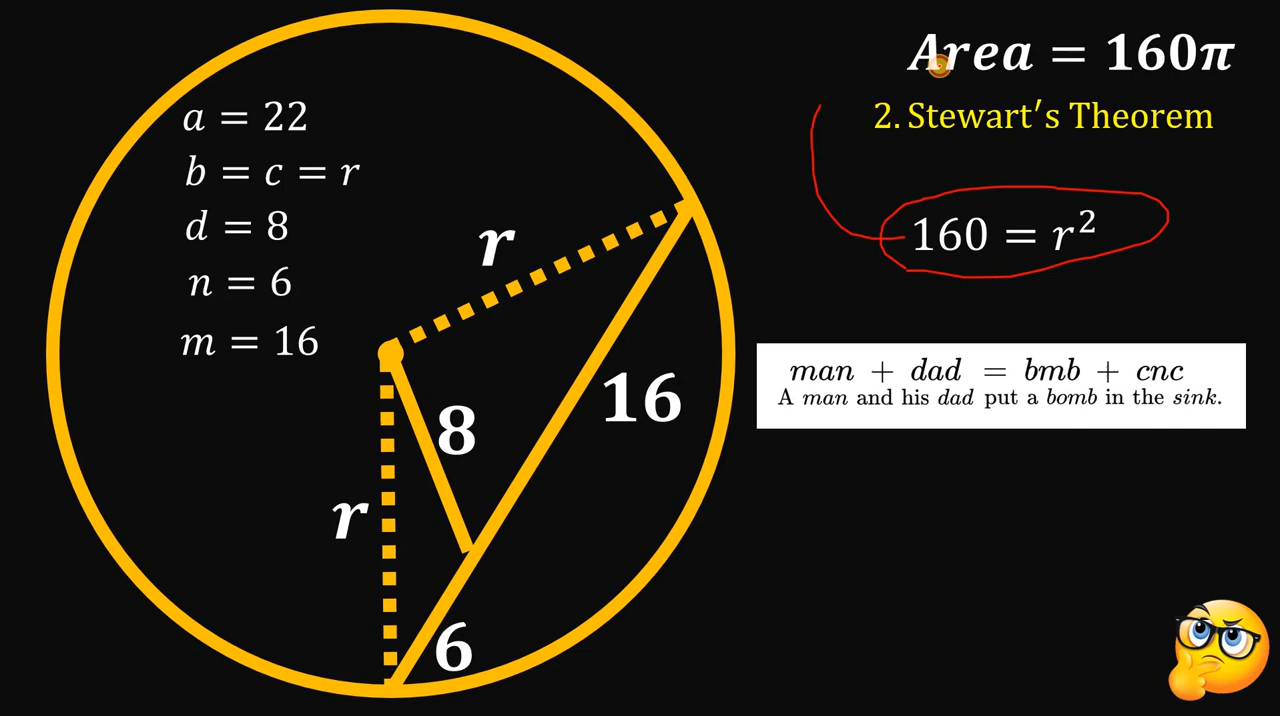 Area = 160π
2. Stewart's Theorem
a = 22
b = c = r
d = 8
n = 6
m = 16
160 = r²
r
r
8
16
6
man + dad = bmb + cnc
A man and his dad put a bomb in the sink.